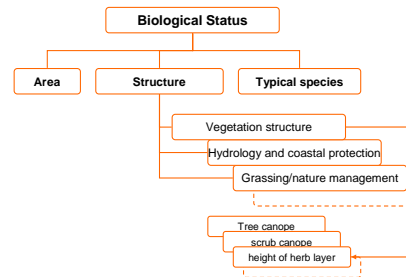 Biological Status
Area
Structure
Typical species
Vegetation structure
Hydrology and coastal protection
Grassing/nature management
Tree canope
scrub canope
height of herb layer